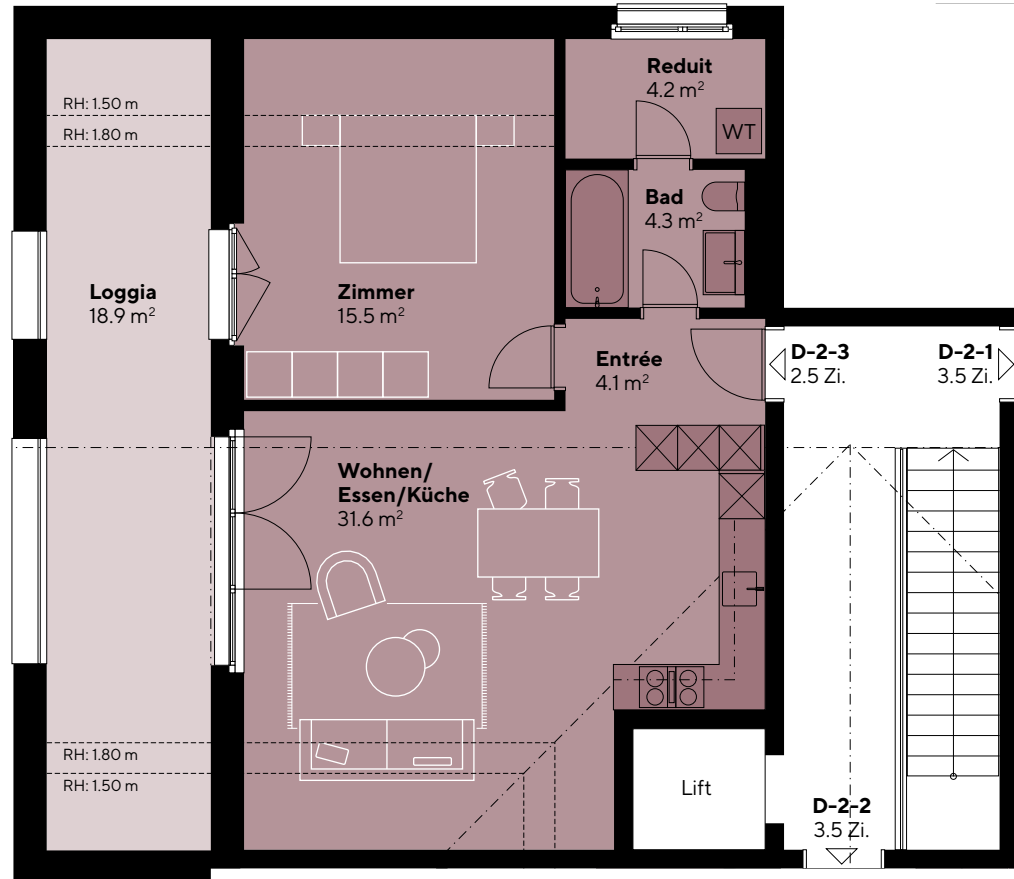 RH: 1.50 m
RH: 1.80 m
Reduit
4.2 m²
WT
Bad
4.3 m²
Loggia
18.9 m²
Zimmer
15.5 m²
Entrée
4.1 m²
D-2-3
2.5 Zi.
D-2-1
3.5 Zi.
Wohnen/
Essen/Küche
31.6 m²
RH: 1.80 m
RH: 1.50 m
Lift
D-2-2
3.5 Zi.